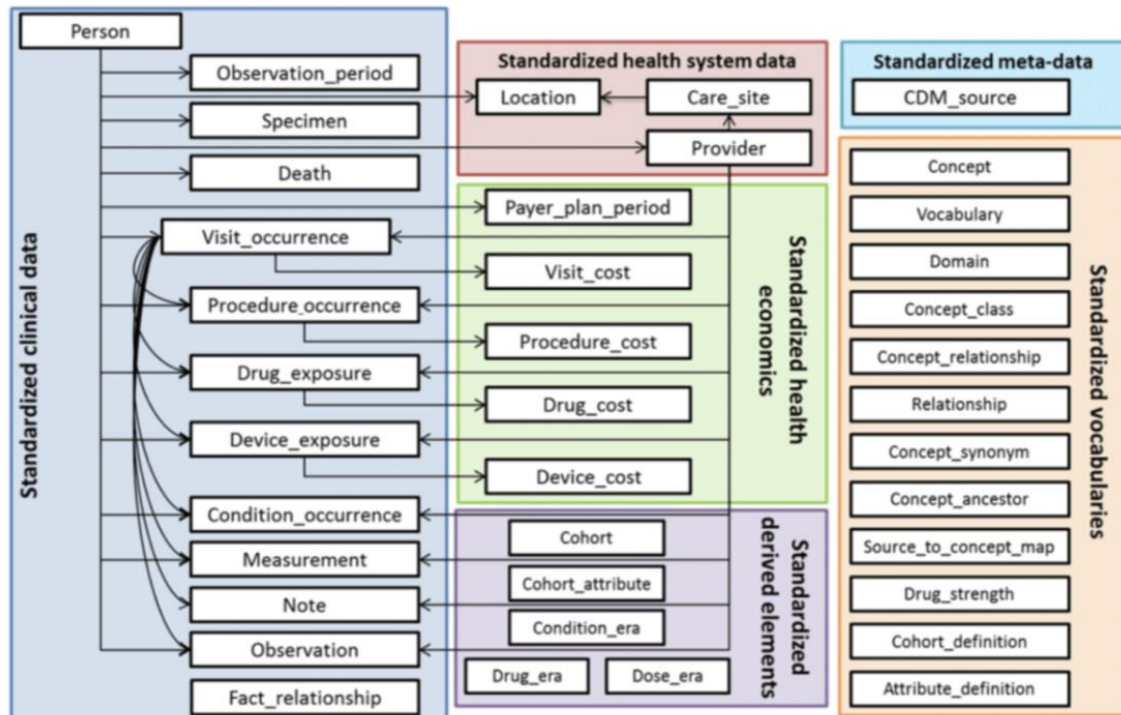 Standardized clinical data
Person
Observation_period
Specimen
Death
Visit_occurrence
Procedure_occurrence
Drug_exposure
Device_exposure
Condition_occurrence
Measurement
Note
Observation
Fact_relationship
Standardized health system data
Location
Care_site
Provider
Standardized health
economics
Payer_plan_period
Visit_cost
Procedure_cost
Drug_cost
Device_cost
Standardized
derived elements
Cohort
Cohort_attribute
Condition_era
Drug_era
Dose_era
Standardized meta-data
CDM_source
Standardized vocabularies
Concept
Vocabulary
Domain
Concept_class
Concept_relationship
Relationship
Concept_synonym
Concept_ancestor
Source_to_concept_map
Drug_strength
Cohort_definition
Attribute_definition